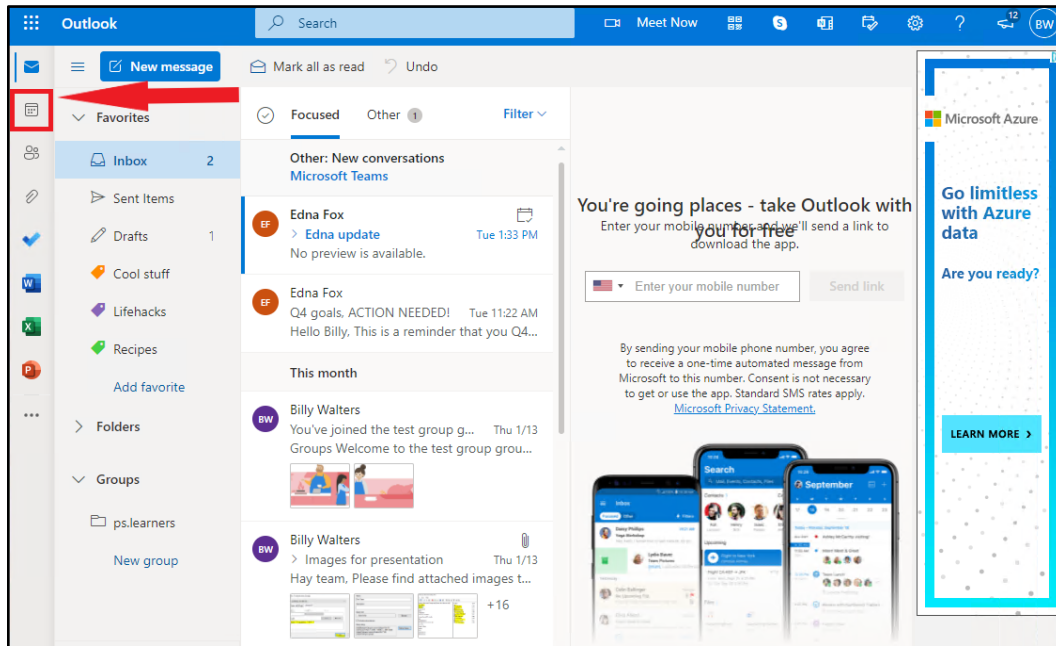 Outlook
Search
Meet Now
12
BW
New message
Mark all as read
Undo
Favorites
Inbox 2
Sent Items
Drafts 1
Cool stuff
Lifehacks
Recipes
Add favorite
Folders
Groups
ps.learners
New group
Focused Other 1 Filter
Other: New conversations
Microsoft Teams
EF
Edna Fox
> Edna update Tue 1:33 PM
No preview is available.
EF
Edna Fox
Q4 goals, ACTION NEEDED! Tue 11:22 AM
Hello Billy, This is a reminder that you Q4...
This month
BW
Billy Walters
You've joined the test group g... Thu 1/13
Groups Welcome to the test group grou...
BW
Billy Walters
> Images for presentation Thu 1/13
Hay team, Please find attached images t...
+16
You're going places - take Outlook with
you for free
Enter your mobile number and we'll send a link to
download the app.
Enter your mobile number
Send link
By sending your mobile phone number, you agree
to receive a one-time automated message from
Microsoft to this number. Consent is not necessary
to get or use the app. Standard SMS rates apply.
Microsoft Privacy Statement.
Search
Inbox
September
Microsoft Azure
Go limitless
with Azure
data
Are you ready?
LEARN MORE >